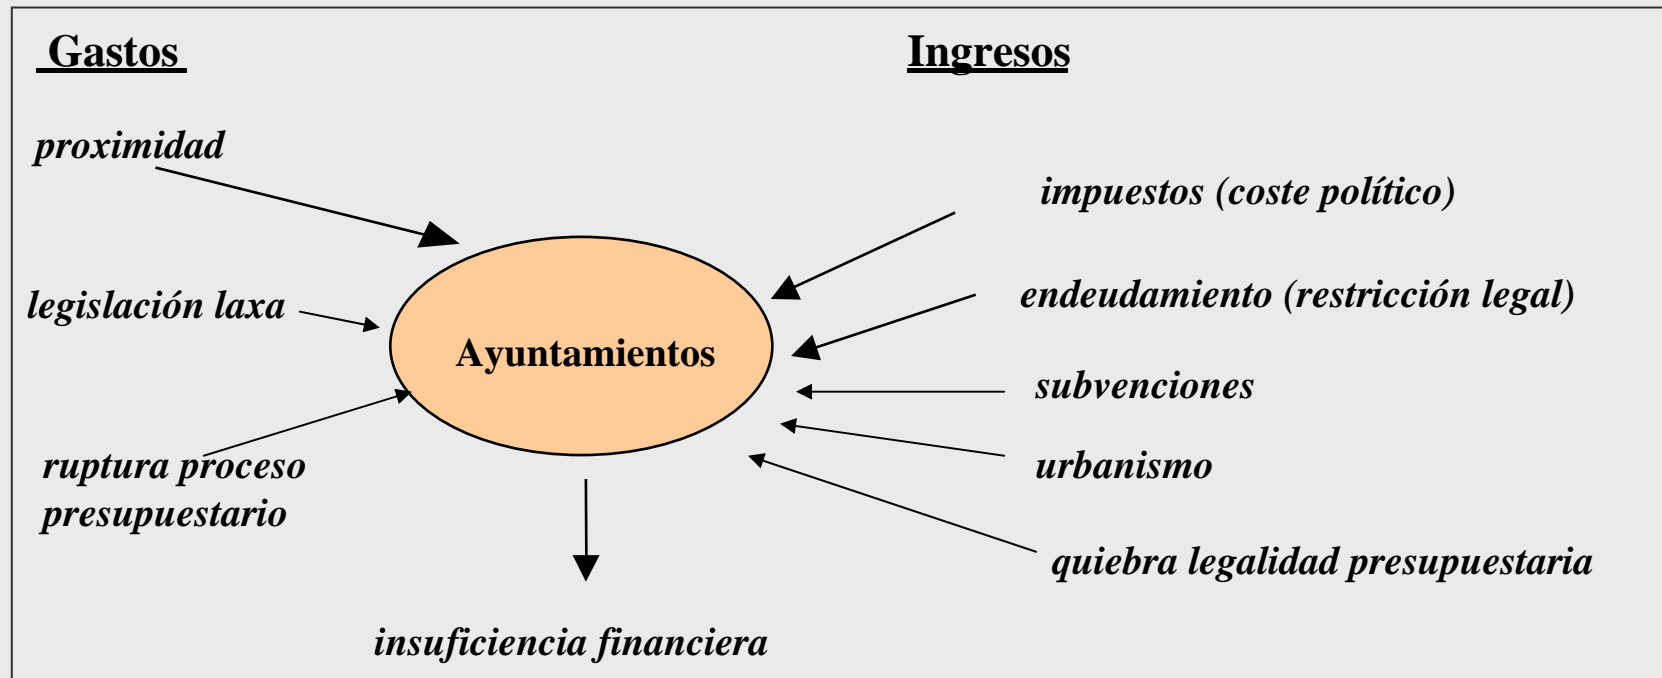 Gastos
Ingresos
proximidad
impuestos (coste político)
legislación laxa
endeudamiento (restricción legal)
Ayuntamientos
subvenciones
ruptura proceso
presupuestario
urbanismo
quiebra legalidad presupuestaria
insuficiencia financiera